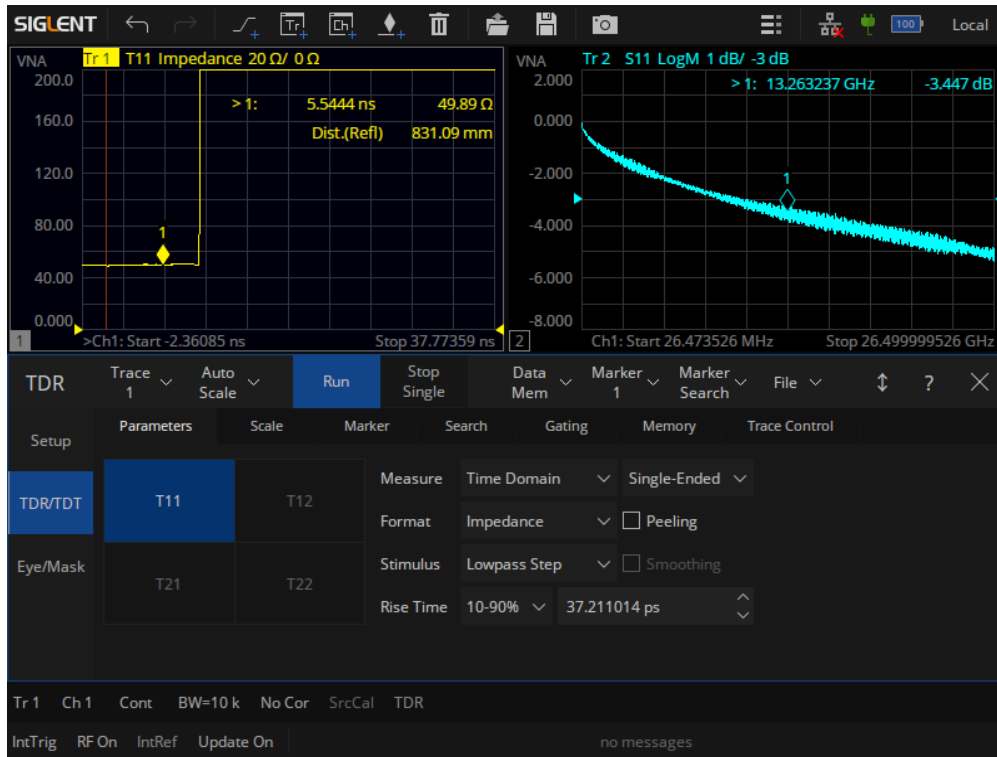 SIGLENT Tr Ch 100 Local
VNA Tr 1 T11 Impedance 20 Ω/ 0 Ω
200.0
> 1: 5.5444 ns 49.89 Ω
Dist.(Refl) 831.09 mm
160.0
120.0
80.00
1
40.00
0.000
1 >Ch1: Start -2.36085 ns Stop 37.77359 ns
VNA Tr 2 S11 LogM 1 dB/ -3 dB
2.000
> 1: 13.263237 GHz -3.447 dB
0.000
-2.000
1
-4.000
-6.000
-8.000
2 Ch1: Start 26.473526 MHz Stop 26.499999526 GHz
TDR Trace 1 Auto Scale Run Stop Single Data Mem Marker 1 Marker Search File ?
Setup
TDR/TDT
Eye/Mask
Parameters Scale Marker Search Gating Memory Trace Control
T11 T12
T21 T22
Measure Time Domain Single-Ended
Format Impedance Peeling
Stimulus Lowpass Step Smoothing
Rise Time 10-90% 37.211014 ps
Tr 1 Ch 1 Cont BW=10 k No Cor SrcCal TDR
IntTrig RF On IntRef Update On no messages